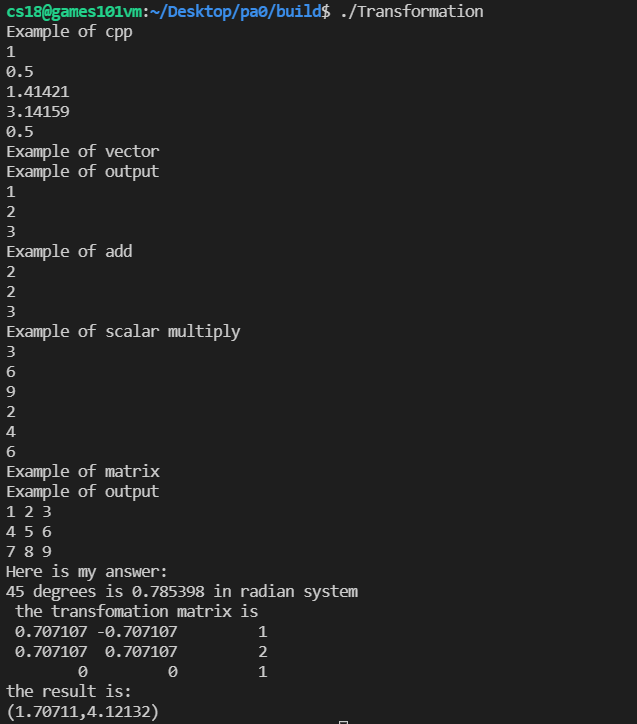 cs18@games101vm:~/Desktop/pa0/build$ ./Transformation
Example of cpp
1
0.5
1.41421
3.14159
0.5
Example of vector
Example of output
1
2
3
Example of add
2
2
3
Example of scalar multiply
3
6
9
2
4
6
Example of matrix
Example of output
1 2 3
4 5 6
7 8 9
Here is my answer:
45 degrees is 0.785398 in radian system
 the transfomation matrix is
 0.707107 -0.707107         1
 0.707107  0.707107         2
        0         0         1
the result is:
(1.70711,4.12132)